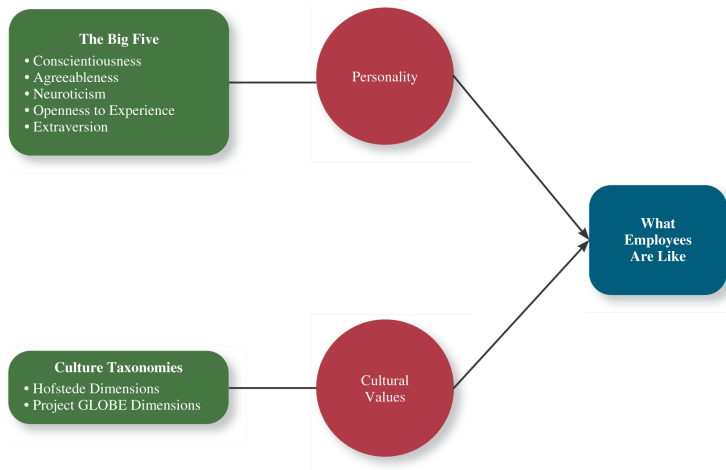 The Big Five
• Conscientiousness
• Agreeableness
• Neuroticism
• Openness to Experience
• Extraversion
Personality
What
Employees
Are Like
Culture Taxonomies
• Hofstede Dimensions
• Project GLOBE Dimensions
Cultural
Values